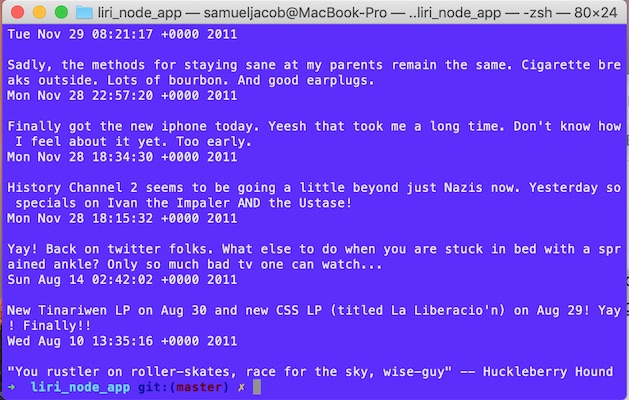 liri_node_app — samueljacob@MacBook-Pro — ..liri_node_app — -zsh — 80×24
Tue Nov 29 08:21:17 +0000 2011
Sadly, the methods for staying sane at my parents remain the same. Cigarette bre
aks outside. Lots of bourbon. And good earplugs.
Mon Nov 28 22:57:20 +0000 2011
Finally got the new iphone today. Yeesh that took me a long time. Don't know how
I feel about it yet. Too early.
Mon Nov 28 18:34:30 +0000 2011
History Channel 2 seems to be going a little beyond just Nazis now. Yesterday so
specials on Ivan the Impaler AND the Ustase!
Mon Nov 28 18:15:32 +0000 2011
Yay! Back on twitter folks. What else to do when you are stuck in bed with a spr
ained ankle? Only so much bad tv one can watch...
Sun Aug 14 02:42:02 +0000 2011
New Tinariwen LP on Aug 30 and new CSS LP (titled La Liberacio'n) on Aug 29! Yay
! Finally!!
Wed Aug 10 13:35:16 +0000 2011
"You rustler on roller-skates, race for the sky, wise-guy" -- Huckleberry Hound
➜ liri_node_app git:(master) ✗